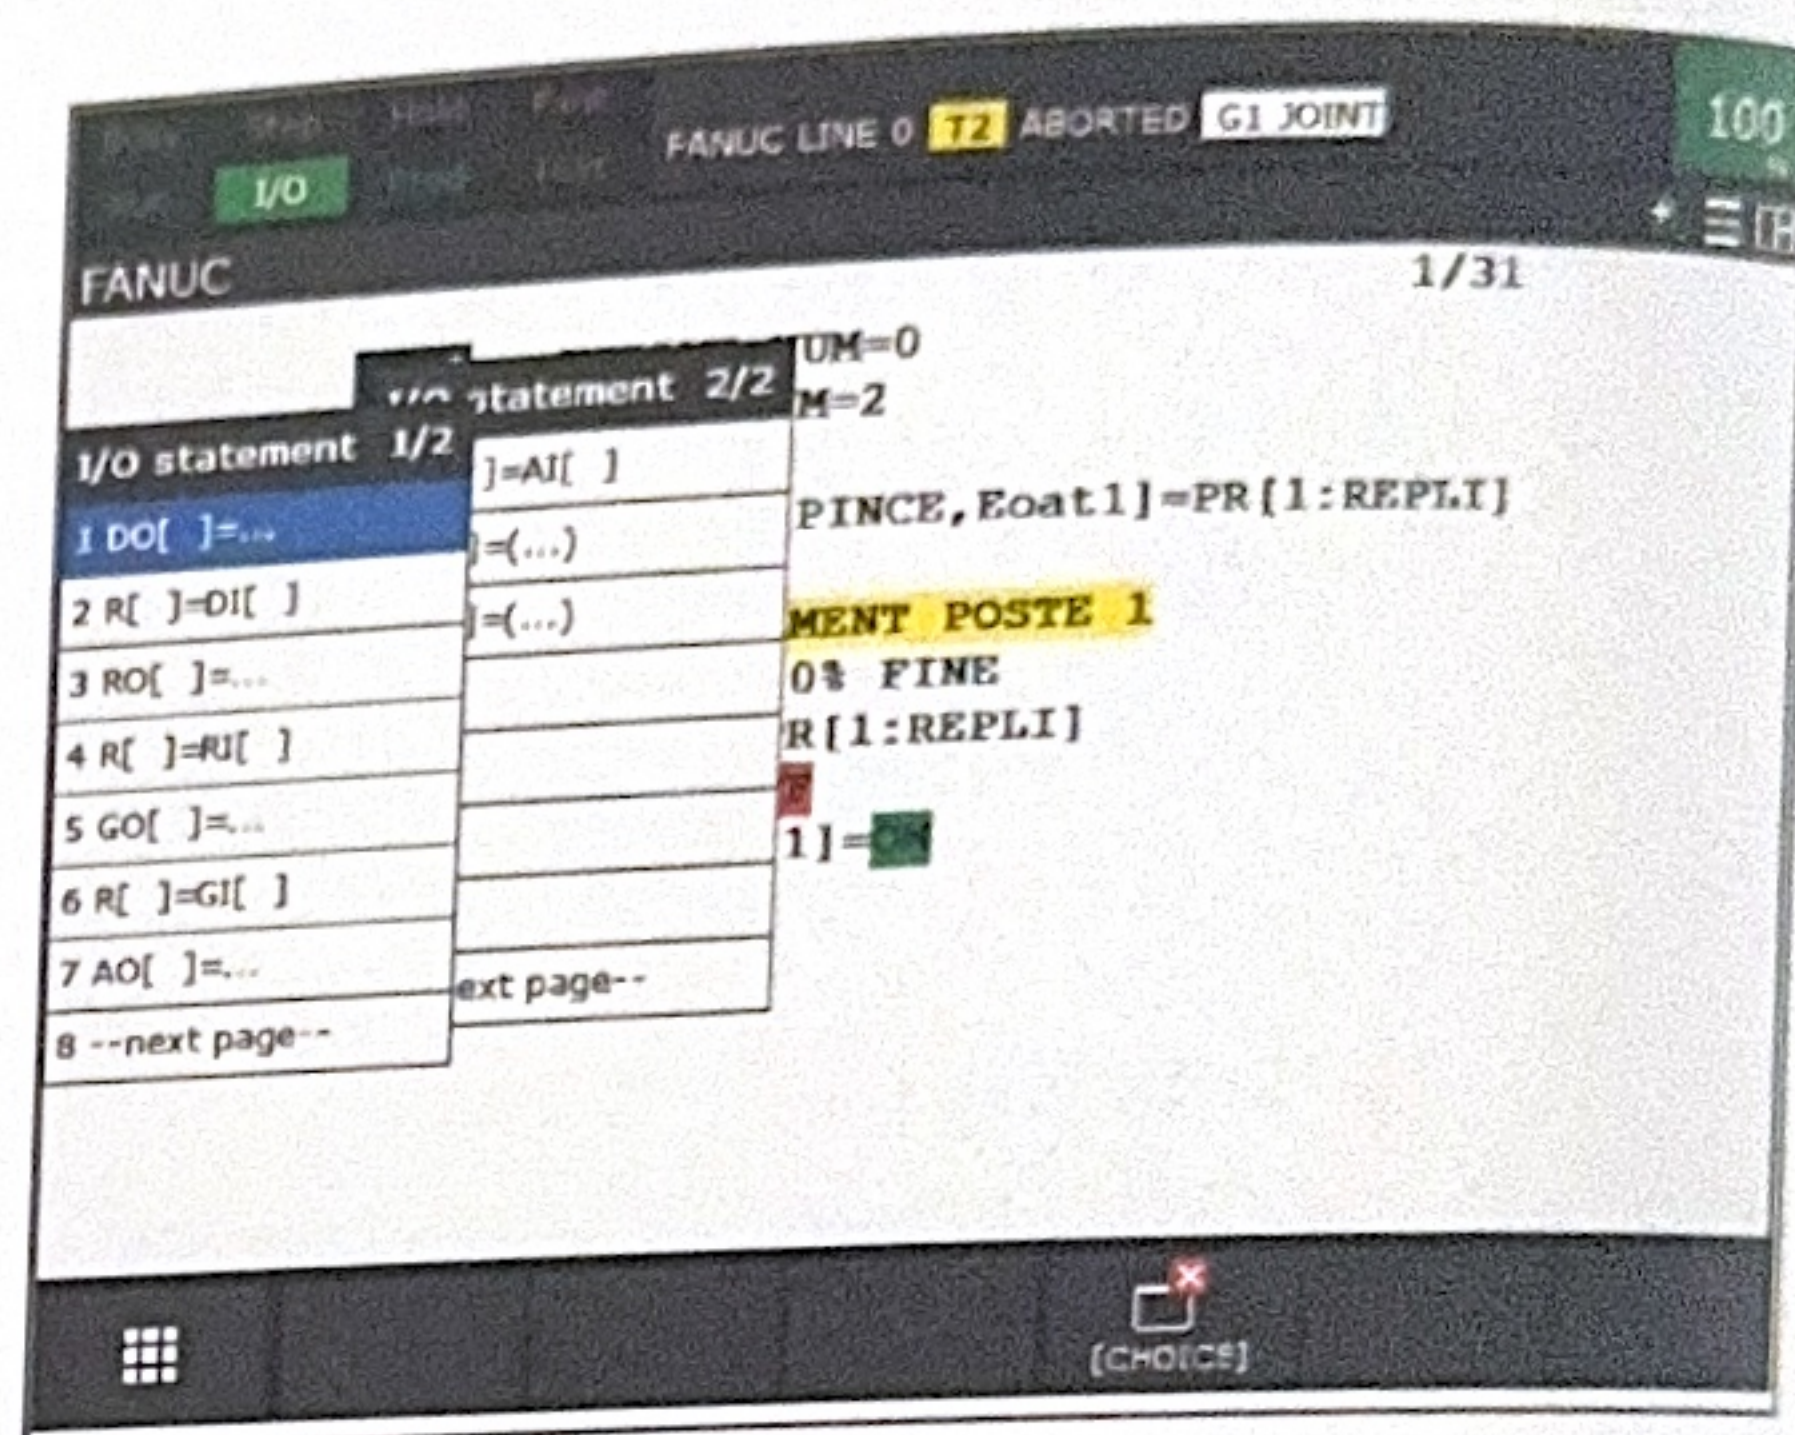 FANUC LINE 0 T2 ABORTED G1 JOINT
100
%
I/O
FANUC
1/31
UM=0
M=2
PINCE,Eoat1]=PR[1:REPLI]
MENT POSTE 1
0% FINE
R[1:REPLI]
1]=
statement 2/2
]=AI[ ]
]=(...)
]=(...)
ext page--
I/O statement 1/2
1 DO[ ]=...
2 R[ ]=DI[ ]
3 RO[ ]=...
4 R[ ]=RI[ ]
5 GO[ ]=...
6 R[ ]=GI[ ]
7 AO[ ]=...
8 --next page--
[CHOICE]